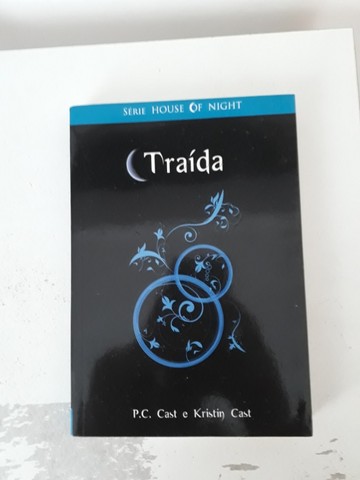 SÉRIE HOUSE OF NIGHT
Traída
P.C. Cast e Kristin Cast